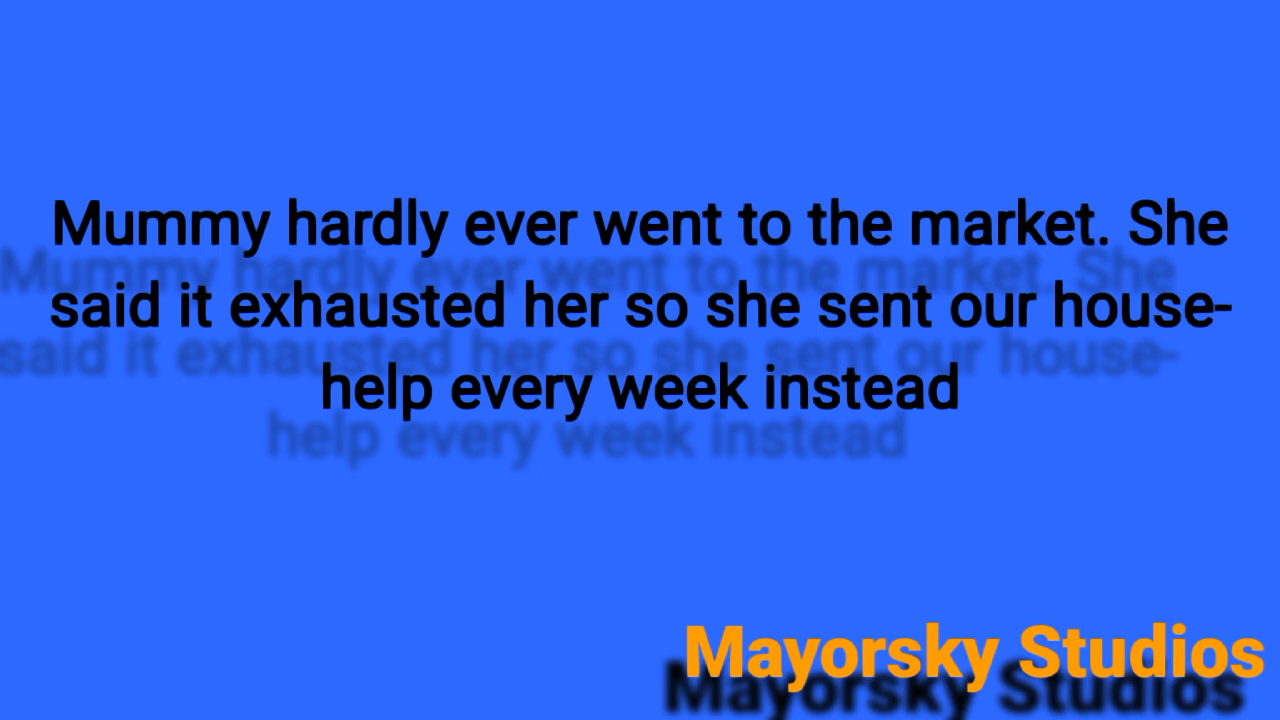 Mummy hardly ever went to the market. She
said it exhausted her so she sent our house-
help every week instead
Mayorsky Studios